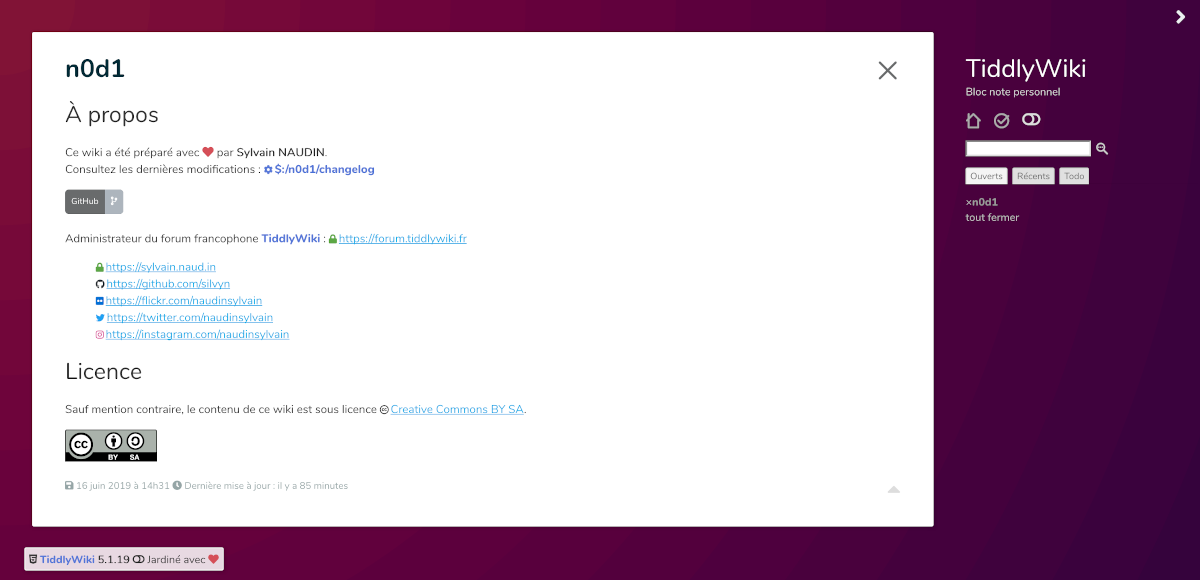 n0d1
À propos
Ce wiki a été préparé avec ❤ par Sylvain NAUDIN.
Consultez les dernières modifications : $:/n0d1/changelog
GitHub
Administrateur du forum francophone TiddlyWiki : https://forum.tiddlywiki.fr
https://sylvain.naud.in
https://github.com/silvyn
https://flickr.com/naudinsylvain
https://twitter.com/naudinsylvain
https://instagram.com/naudinsylvain
Licence
Sauf mention contraire, le contenu de ce wiki est sous licence Creative Commons BY SA.
CC BY SA
16 juin 2019 à 14h31 Dernière mise à jour : il y a 85 minutes
TiddlyWiki
Bloc note personnel
Ouverts Récents Todo
×n0d1
tout fermer
TiddlyWiki 5.1.19 Jardiné avec ❤